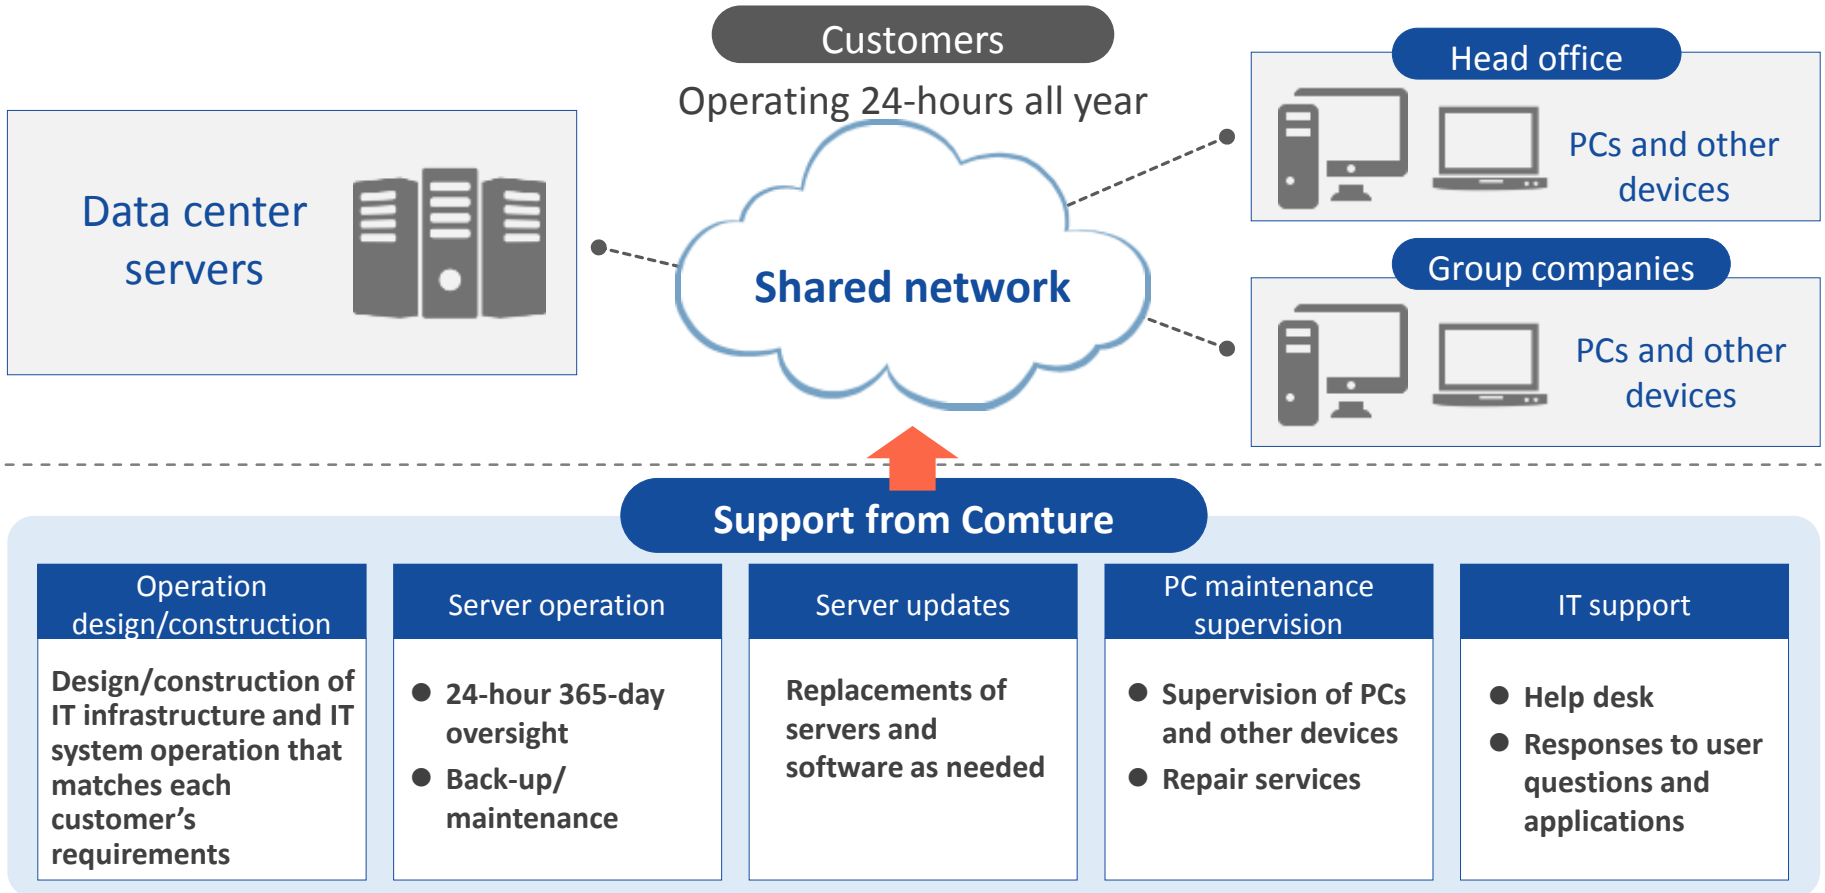 Customers
Operating 24-hours all year
Data center
servers
Shared network
Head office
PCs and other
devices
Group companies
PCs and other
devices
Support from Comture
Operation
design/construction
Design/construction of
IT infrastructure and IT
system operation that
matches each
customer's
requirements
Server operation
● 24-hour 365-day
oversight
● Back-up/
maintenance
Server updates
Replacements of
servers and
software as needed
PC maintenance
supervision
● Supervision of PCs
and other devices
● Repair services
IT support
● Help desk
● Responses to user
questions and
applications